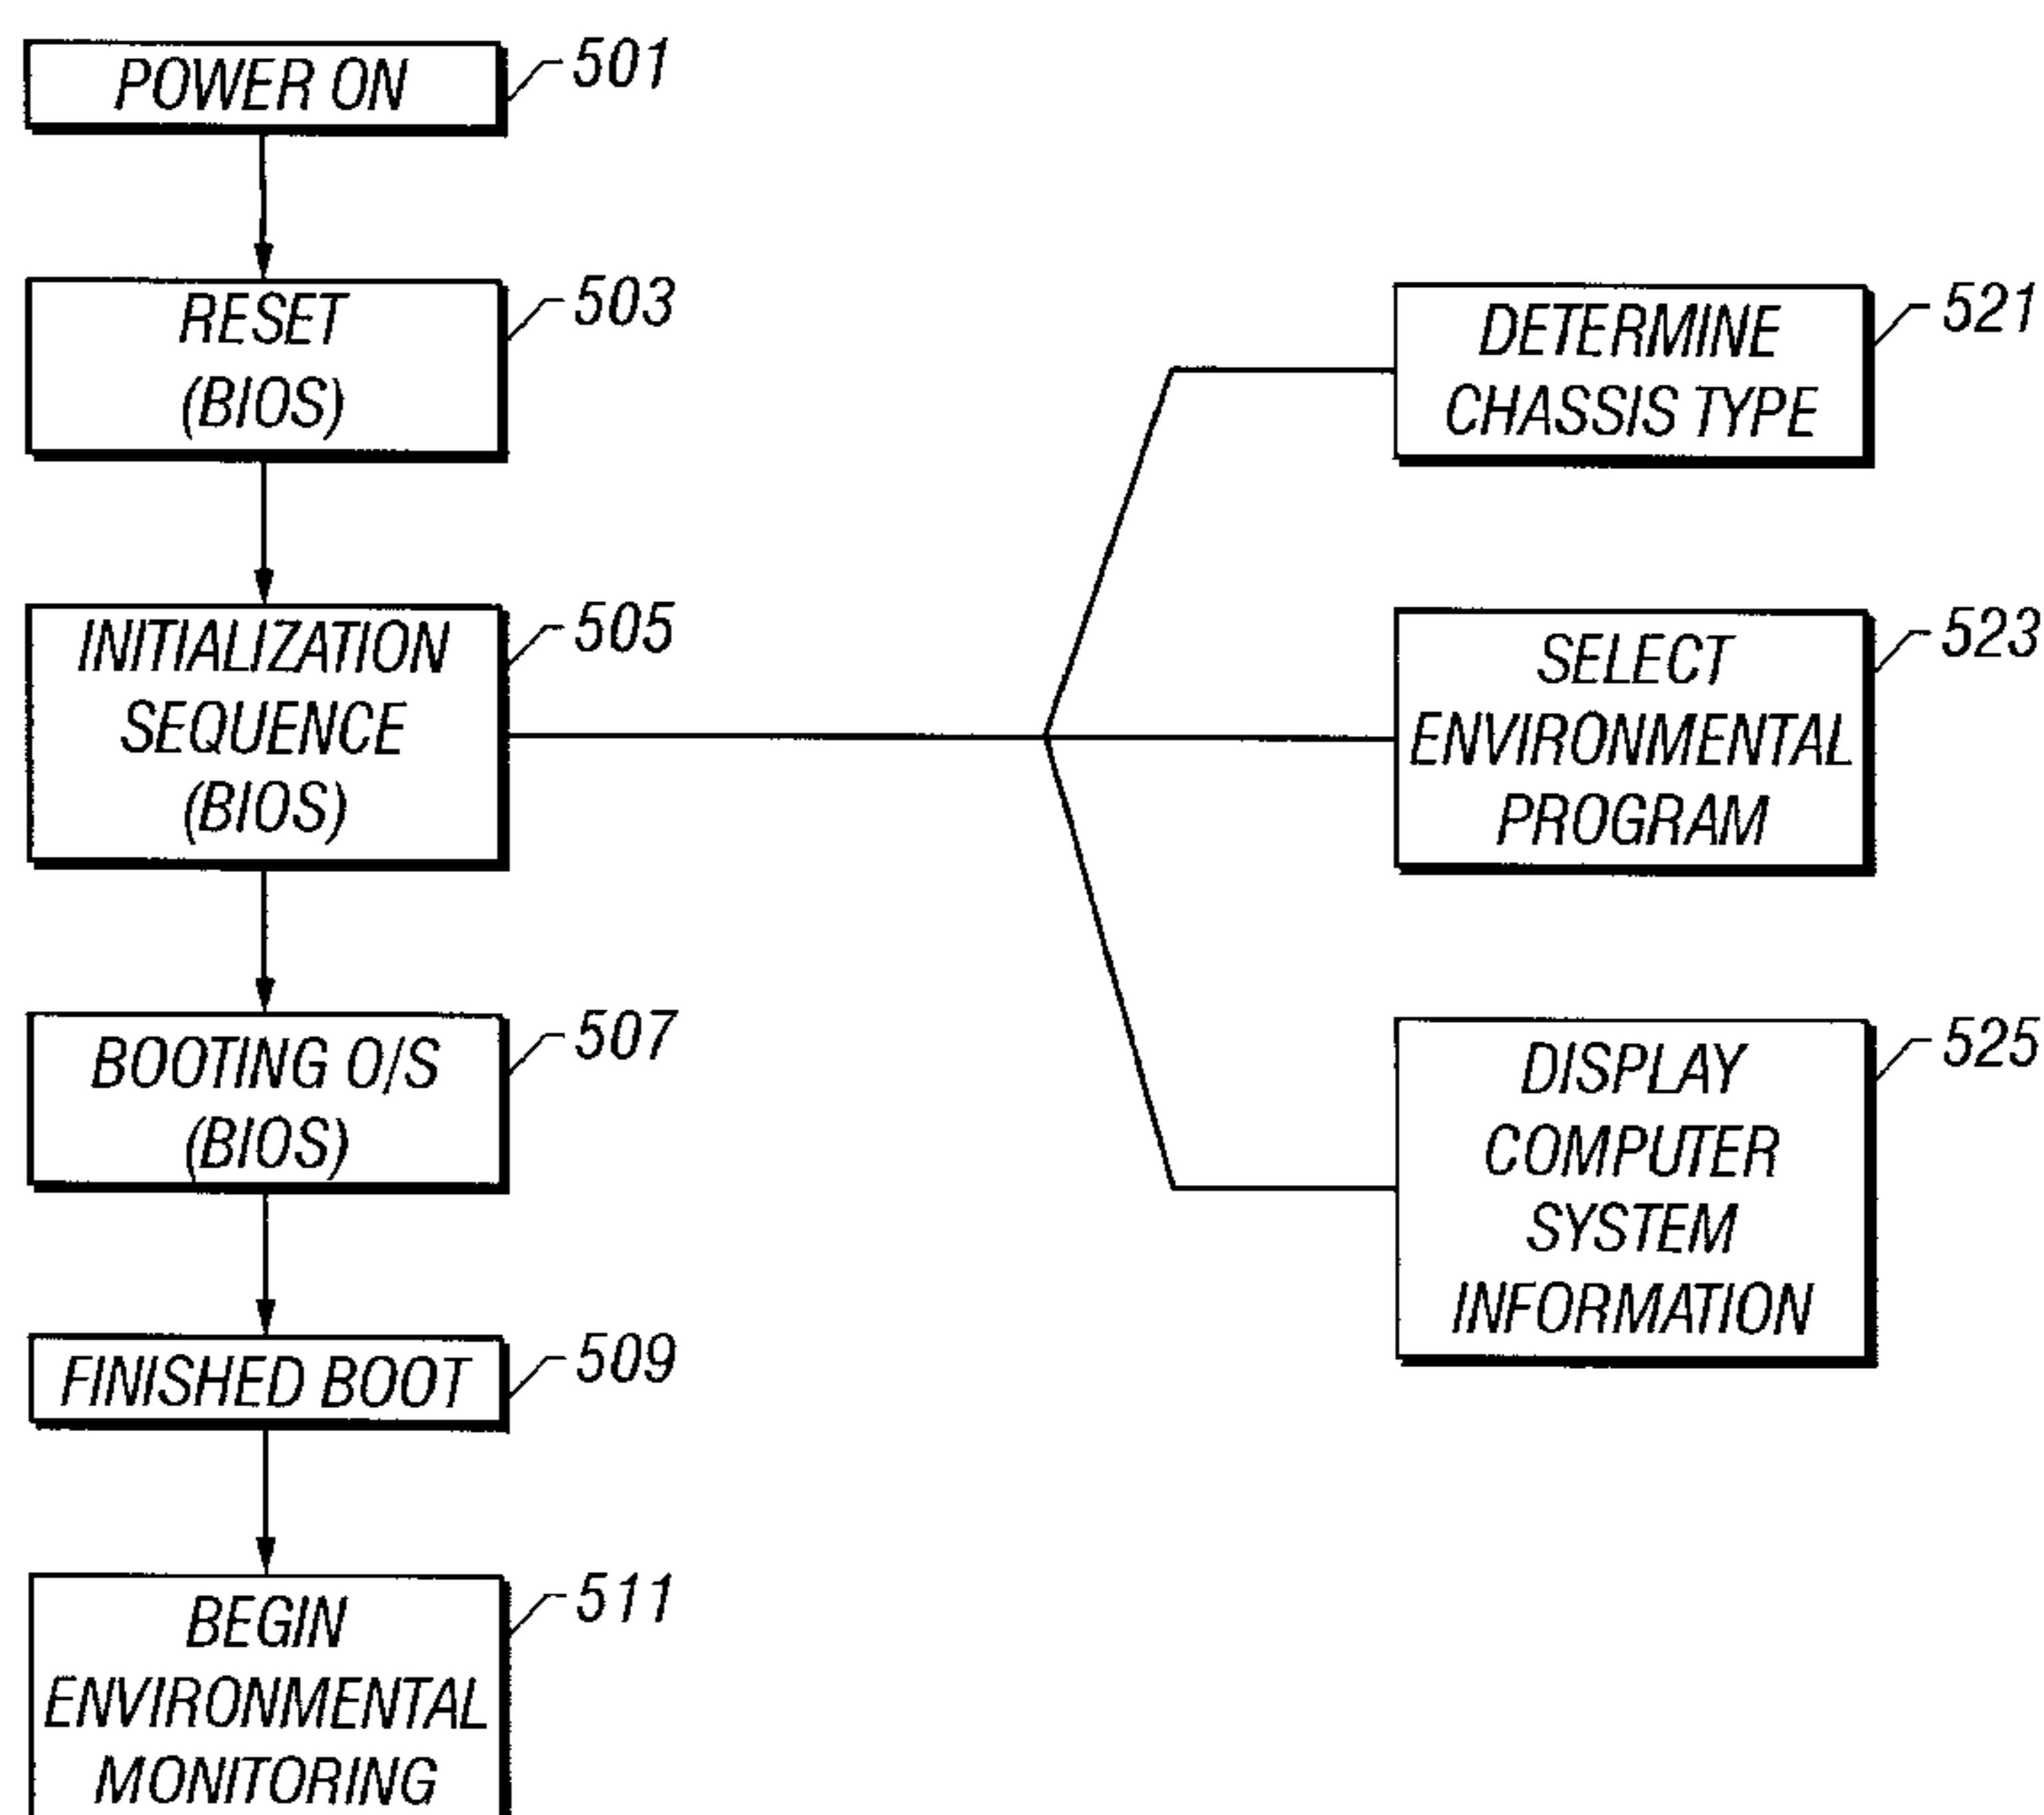 POWER ON
501
RESET
(BIOS)
503
INITIALIZATION
SEQUENCE
(BIOS)
505
BOOTING O/S
(BIOS)
507
FINISHED BOOT
509
BEGIN
ENVIRONMENTAL
MONITORING
511
DETERMINE
CHASSIS TYPE
521
SELECT
ENVIRONMENTAL
PROGRAM
523
DISPLAY
COMPUTER
SYSTEM
INFORMATION
525